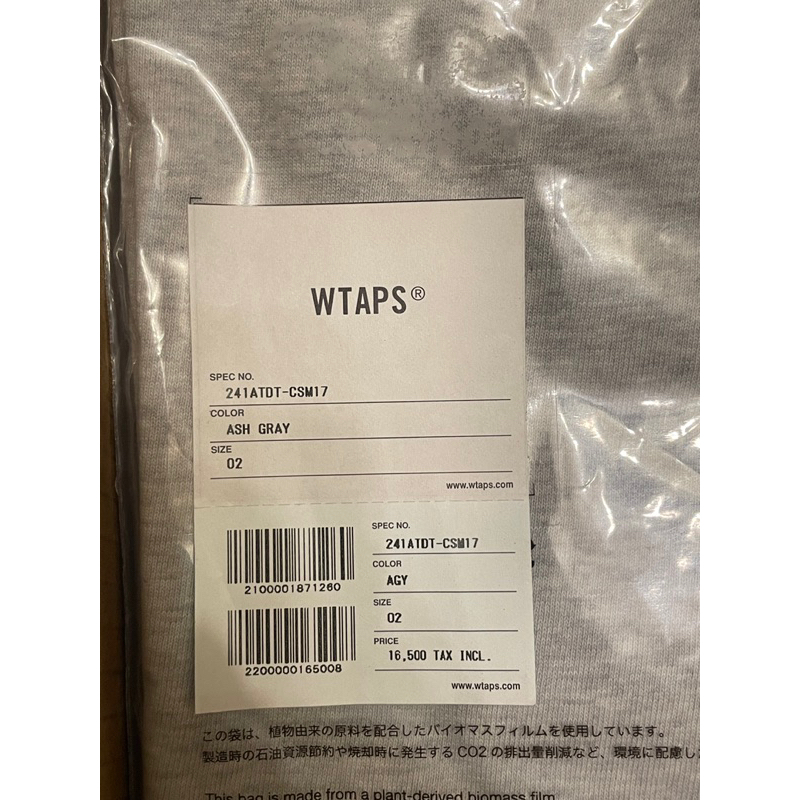 WTAPS®
SPEC NO.
241ATDT-CSM17
COLOR
ASH GRAY
SIZE
02
www.wtaps.com
SPEC NO.
241ATDT-CSM17
COLOR
AGY
SIZE
02
PRICE
16,500 TAX INCL.
www.wtaps.com
2100001871260
2200000165008
この袋は、植物由来の原料を配合したバイオマスフィルムを使用しています。
製造時の石油資源節約や焼却時に発生する CO2 の排出量削減など、環境に配慮し
This bag is made from a plant-derived biomass film